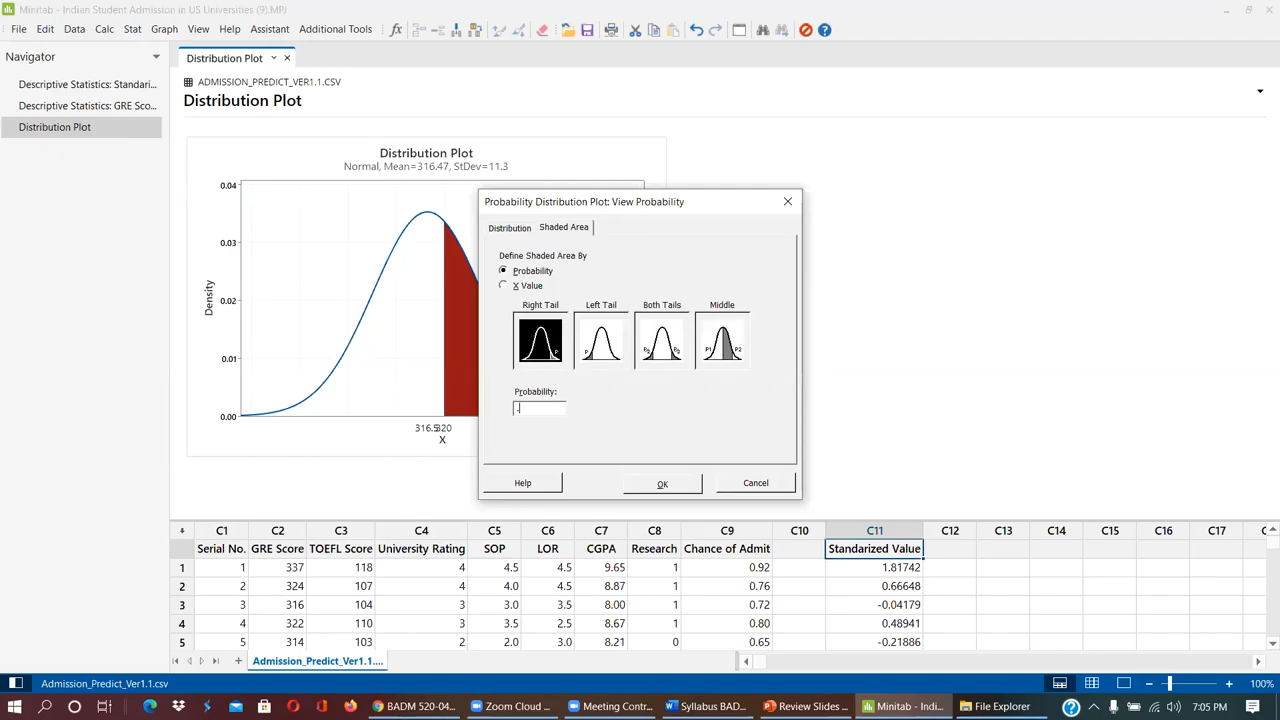 Minitab - Indian Student Admission in US Universities (9).MPJ
File Edit Data Calc Stat Graph View Help Assistant Additional Tools
Navigator
Distribution Plot
Descriptive Statistics: Standari...
Descriptive Statistics: GRE Sco...
Distribution Plot
ADMISSION_PREDICT_VER1.1.CSV
Distribution Plot
Distribution Plot
Normal, Mean=316.47, StDev=11.3
0.04
0.03
0.02
0.01
0.00
Density
316.5
320
X
Probability Distribution Plot: View Probability
Distribution Shaded Area
Define Shaded Area By
Probability
X Value
Right Tail Left Tail Both Tails Middle
Probability:
.
Help OK Cancel
C1 C2 C3 C4 C5 C6 C7 C8 C9 C10 C11 C12 C13 C14 C15 C16 C17
Serial No. GRE Score TOEFL Score University Rating SOP LOR CGPA Research Chance of Admit Standarized Value
1 1 337 118 4 4.5 4.5 9.65 1 0.92 1.81742
2 2 324 107 4 4.0 4.5 8.87 1 0.76 0.66648
3 3 316 104 3 3.0 3.5 8.00 1 0.72 -0.04179
4 4 322 110 3 3.5 2.5 8.67 1 0.80 0.48941
5 5 314 103 2 2.0 3.0 8.21 0 0.65 -0.21886
Admission_Predict_Ver1.1....
Admission_Predict_Ver1.1.csv
100%
BADM 520-04... Zoom Cloud ... Meeting Contr... Syllabus BAD... Review Slides ... Minitab - Indi... File Explorer
7:05 PM